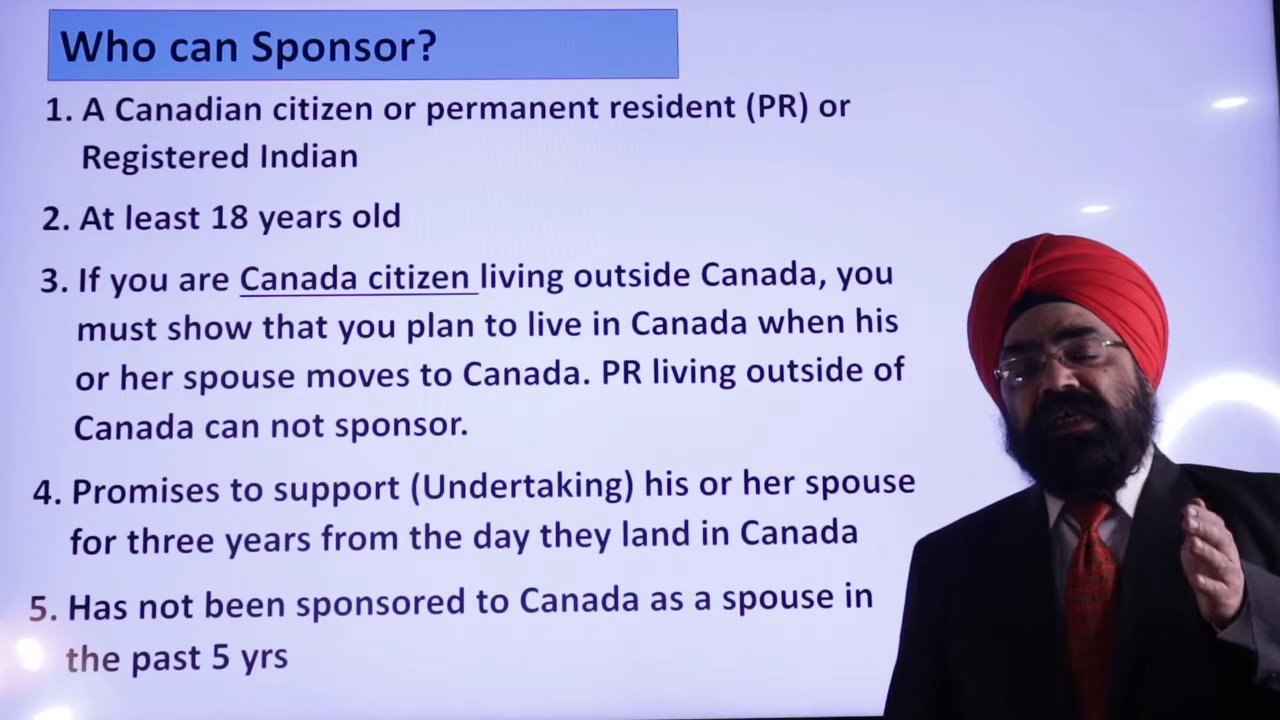 Who can Sponsor?
1. A Canadian citizen or permanent resident (PR) or
Registered Indian
2. At least 18 years old
3. If you are Canada citizen living outside Canada, you
must show that you plan to live in Canada when his
or her spouse moves to Canada. PR living outside of
Canada can not sponsor.
4. Promises to support (Undertaking) his or her spouse
for three years from the day they land in Canada
5. Has not been sponsored to Canada as a spouse in
the past 5 yrs